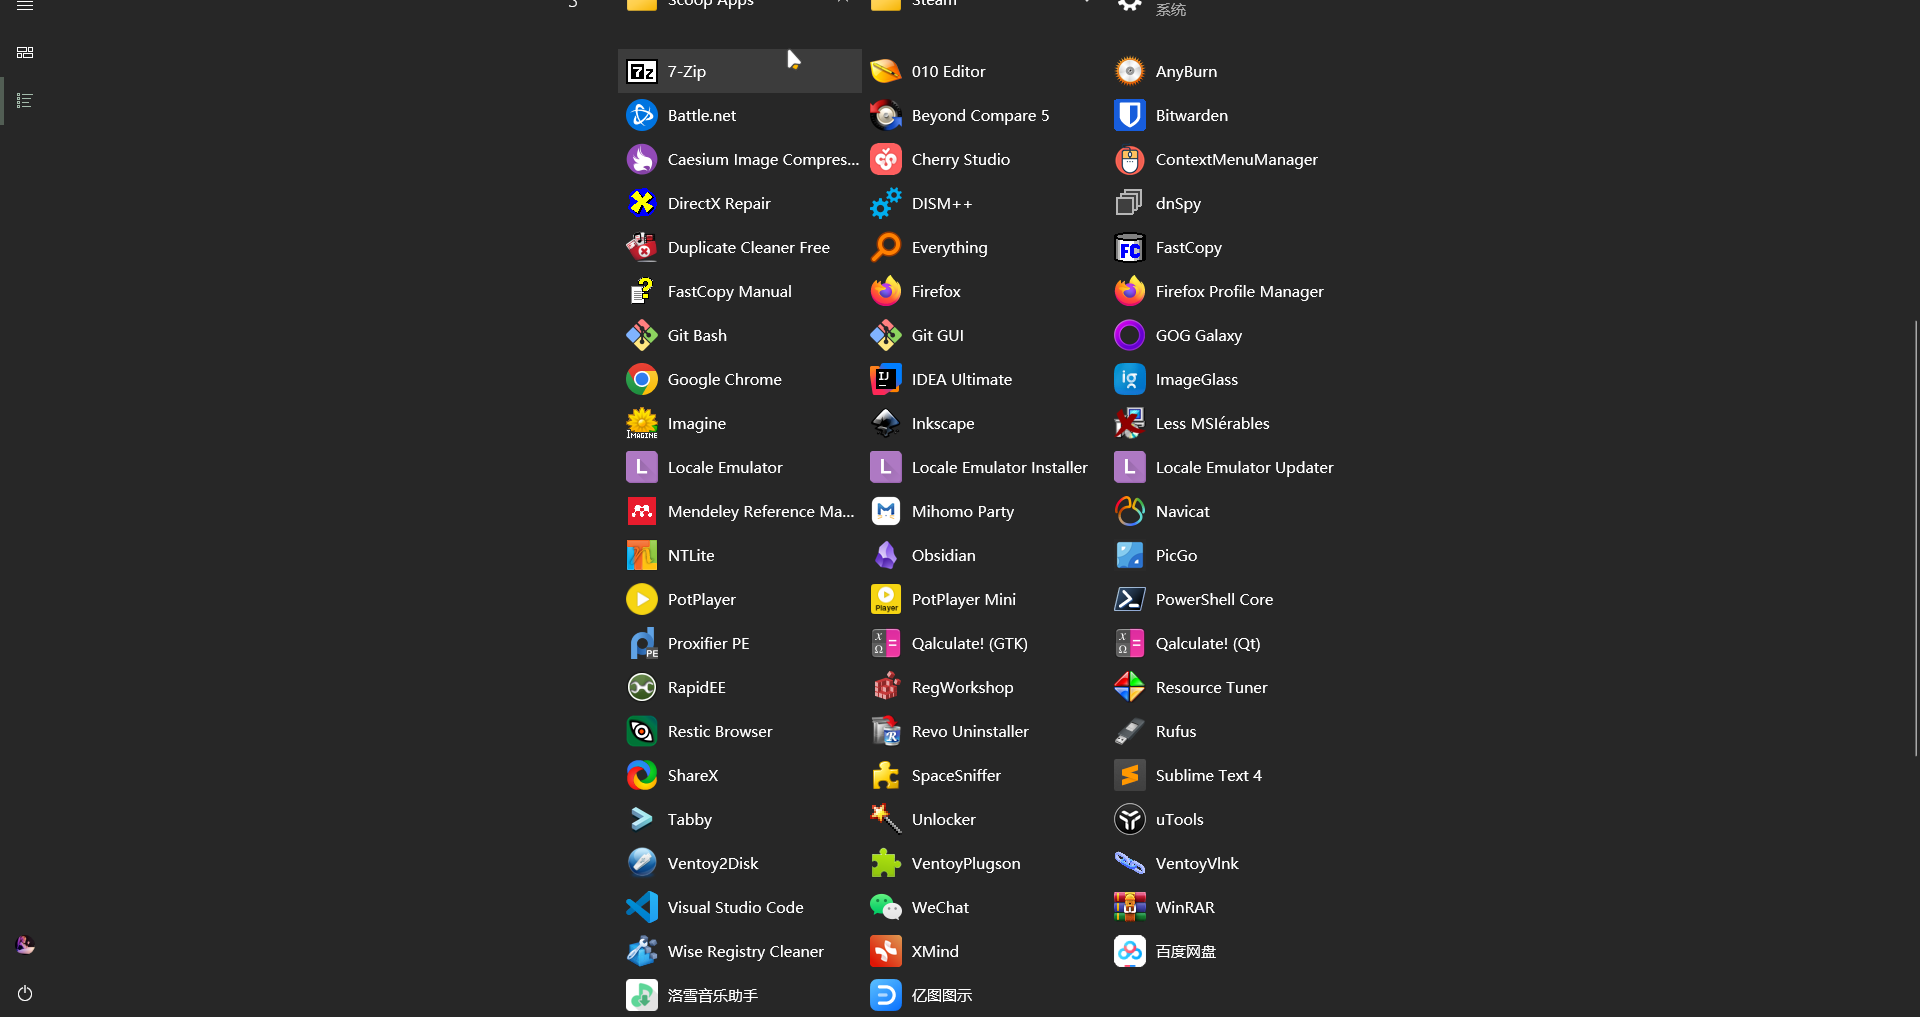 S
Scoop Apps
Steam
系统
7-Zip
010 Editor
AnyBurn
Battle.net
Beyond Compare 5
Bitwarden
Caesium Image Compres...
Cherry Studio
ContextMenuManager
DirectX Repair
DISM++
dnSpy
Duplicate Cleaner Free
Everything
FastCopy
FastCopy Manual
Firefox
Firefox Profile Manager
Git Bash
Git GUI
GOG Galaxy
Google Chrome
IDEA Ultimate
ImageGlass
Imagine
Inkscape
Less MSIérables
Locale Emulator
Locale Emulator Installer
Locale Emulator Updater
Mendeley Reference Ma...
Mihomo Party
Navicat
NTLite
Obsidian
PicGo
PotPlayer
PotPlayer Mini
PowerShell Core
Proxifier PE
Qalculate! (GTK)
Qalculate! (Qt)
RapidEE
RegWorkshop
Resource Tuner
Restic Browser
Revo Uninstaller
Rufus
ShareX
SpaceSniffer
Sublime Text 4
Tabby
Unlocker
uTools
Ventoy2Disk
VentoyPlugson
VentoyVlnk
Visual Studio Code
WeChat
WinRAR
Wise Registry Cleaner
XMind
百度网盘
洛雪音乐助手
亿图图示